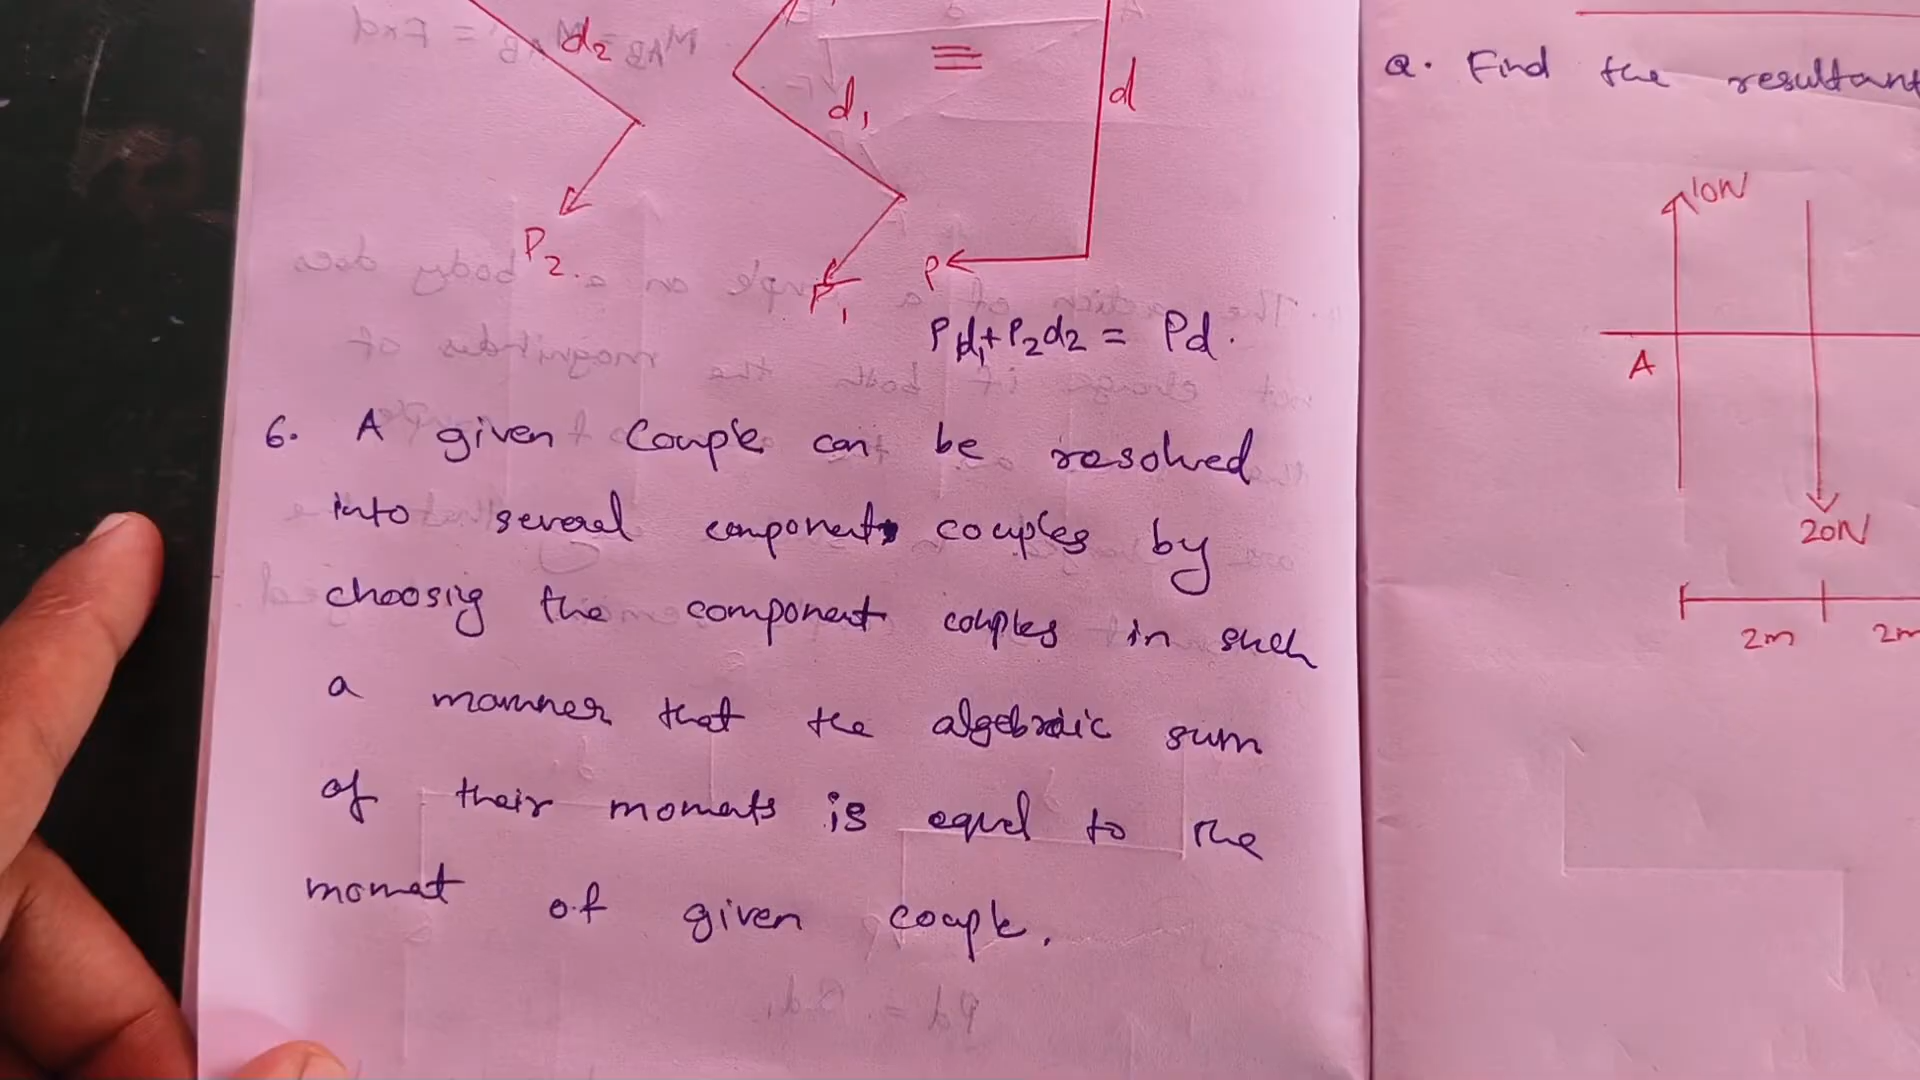 d2
d1
d
P2.
P1
P
Pd1+P2d2 = Pd.
6. A given Couple can be resolved
into several component couples by
choosing the component couples in such
a manner that the algebraic sum
of their moments is equal to the
moment of given couple.
Q. Find the resultant
10N
A
20N
2m
2m